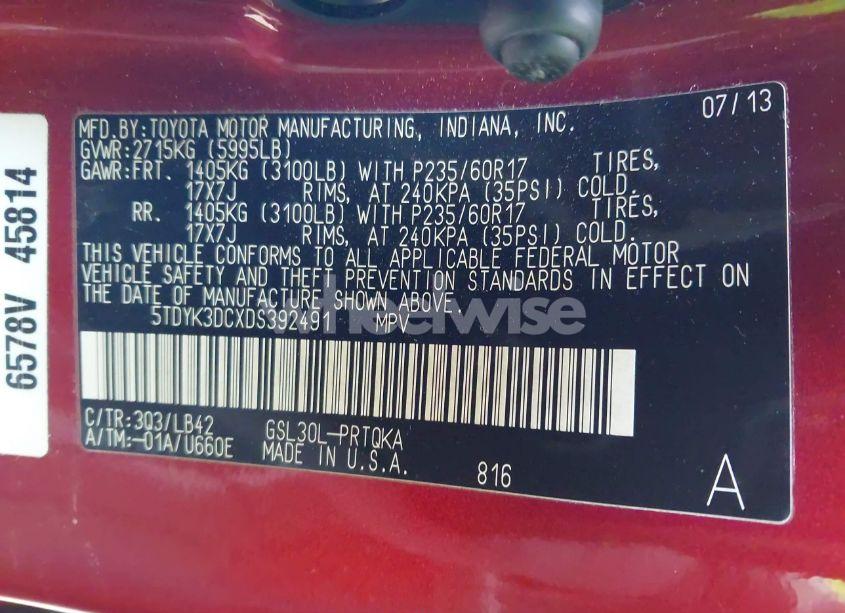 07/13
MFD.BY:TOYOTA MOTOR MANUFACTURING, INDIANA, INC.
GVWR:2715KG (5995LB)
GAWR:FRT. 1405KG (3100LB) WITH P235/60R17 TIRES,
17X7J RIMS, AT 240KPA (35PSI) COLD.
RR. 1405KG (3100LB) WITH P235/60R17 TIRES,
17X7J RIMS, AT 240KPA (35PSI) COLD.
THIS VEHICLE CONFORMS TO ALL APPLICABLE FEDERAL MOTOR
VEHICLE SAFETY AND THEFT PREVENTION STANDARDS IN EFFECT ON
THE DATE OF MANUFACTURE SHOWN ABOVE.
5TDYK3DCXDS392491 MPV
C/TR:3Q3/LB42
A/TM:-01A/U660E
GSL30L-PRTQKA
MADE IN U.S.A.
816
A
6578V 45814